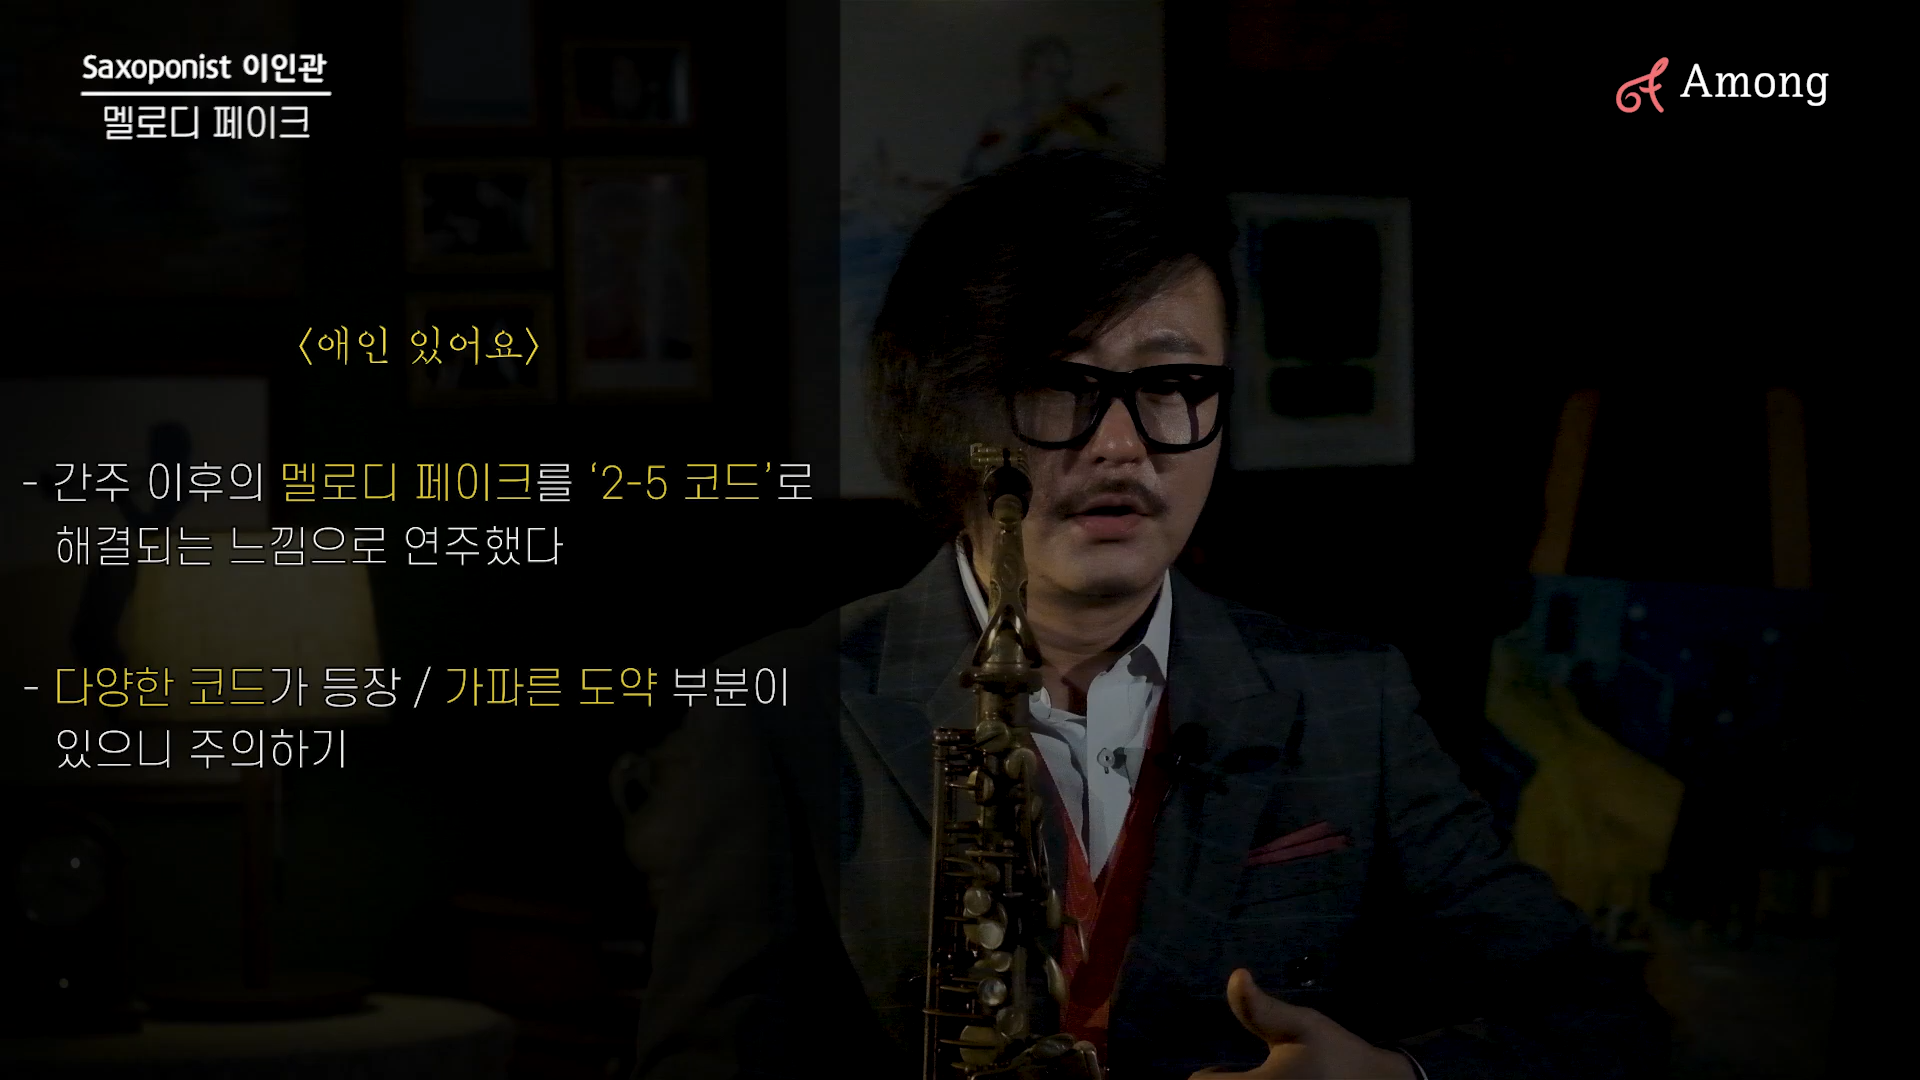 Saxoponist 이인관
멜로디 페이크
Among
<애인 있어요>
- 간주 이후의 멜로디 페이크를 ‘2-5 코드’로
해결되는 느낌으로 연주했다
- 다양한 코드가 등장 / 가파른 도약 부분이
있으니 주의하기